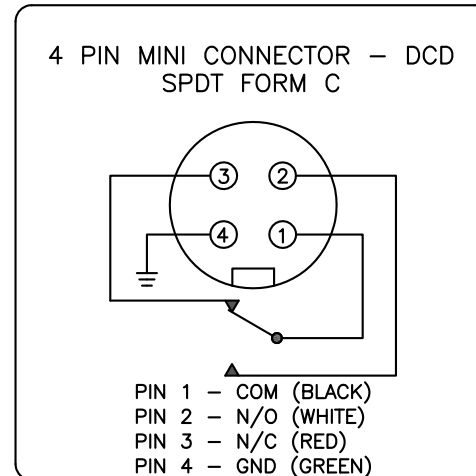 4 PIN MINI CONNECTOR – DCD
SPDT FORM C
3 2
4 1
PIN 1 – COM (BLACK)
PIN 2 – N/O (WHITE)
PIN 3 – N/C (RED)
PIN 4 – GND (GREEN)